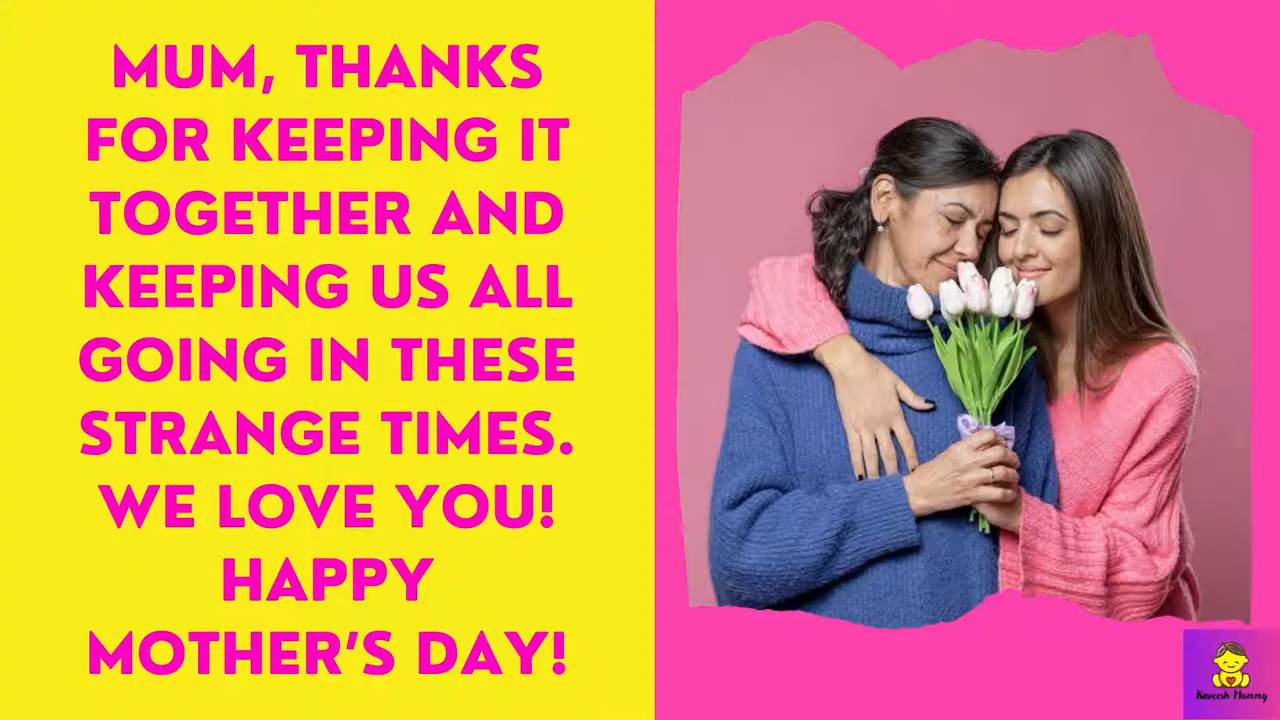 MUM, THANKS
FOR KEEPING IT
TOGETHER AND
KEEPING US ALL
GOING IN THESE
STRANGE TIMES.
WE LOVE YOU!
HAPPY
MOTHER'S DAY!
Kaveesh Mommy